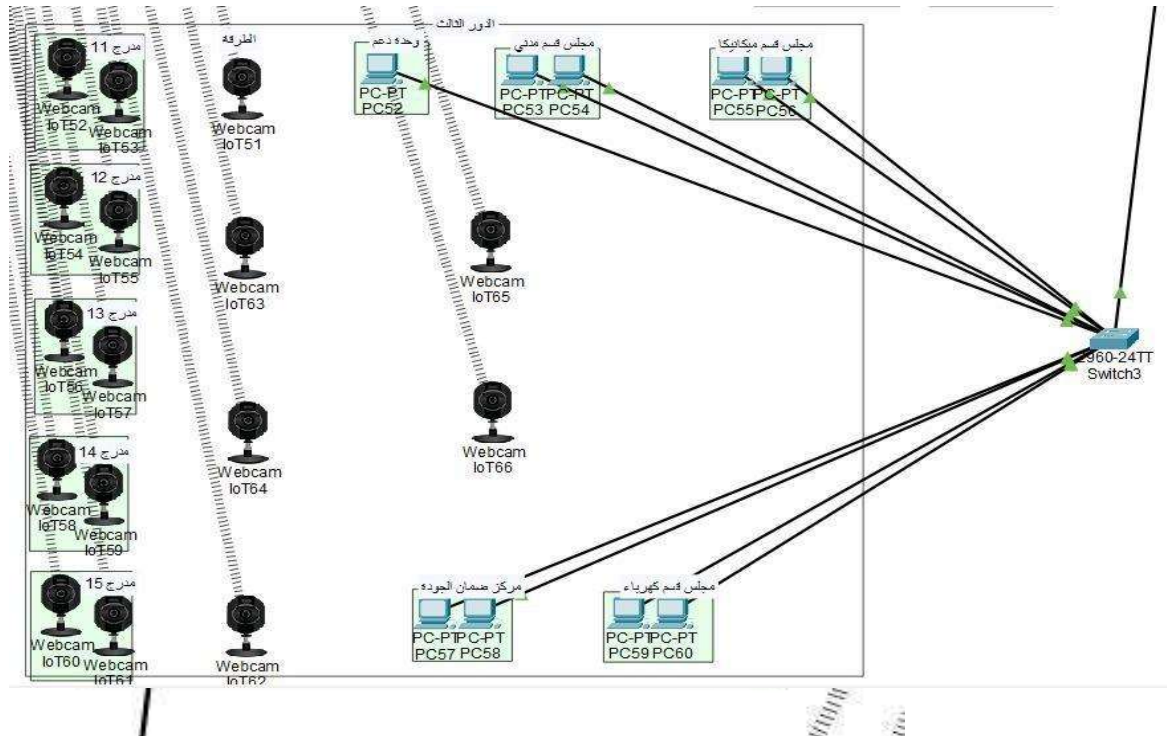 الدور الثالث
مدرج 11
Webcam
IoT52
Webcam
IoT53
الطرقة
Webcam
IoT51
وحدة دعم
PC-PT
PC52
مجلس قسم مدني
PC-PT
PC53
PC-PT
PC54
مجلس قسم ميكانيكا
PC-PT
PC55
PC-PT
PC56
مدرج 12
Webcam
IoT54
Webcam
IoT55
Webcam
IoT63
Webcam
IoT65
مدرج 13
Webcam
IoT56
Webcam
IoT57
2960-24TT
Switch3
مدرج 14
Webcam
IoT58
Webcam
IoT59
Webcam
IoT64
Webcam
IoT66
مدرج 15
Webcam
IoT60
Webcam
IoT61
Webcam
IoT62
مركز ضمان الجودة
PC-PT
PC57
PC-PT
PC58
مجلس قسم كهرباء
PC-PT
PC59
PC-PT
PC60